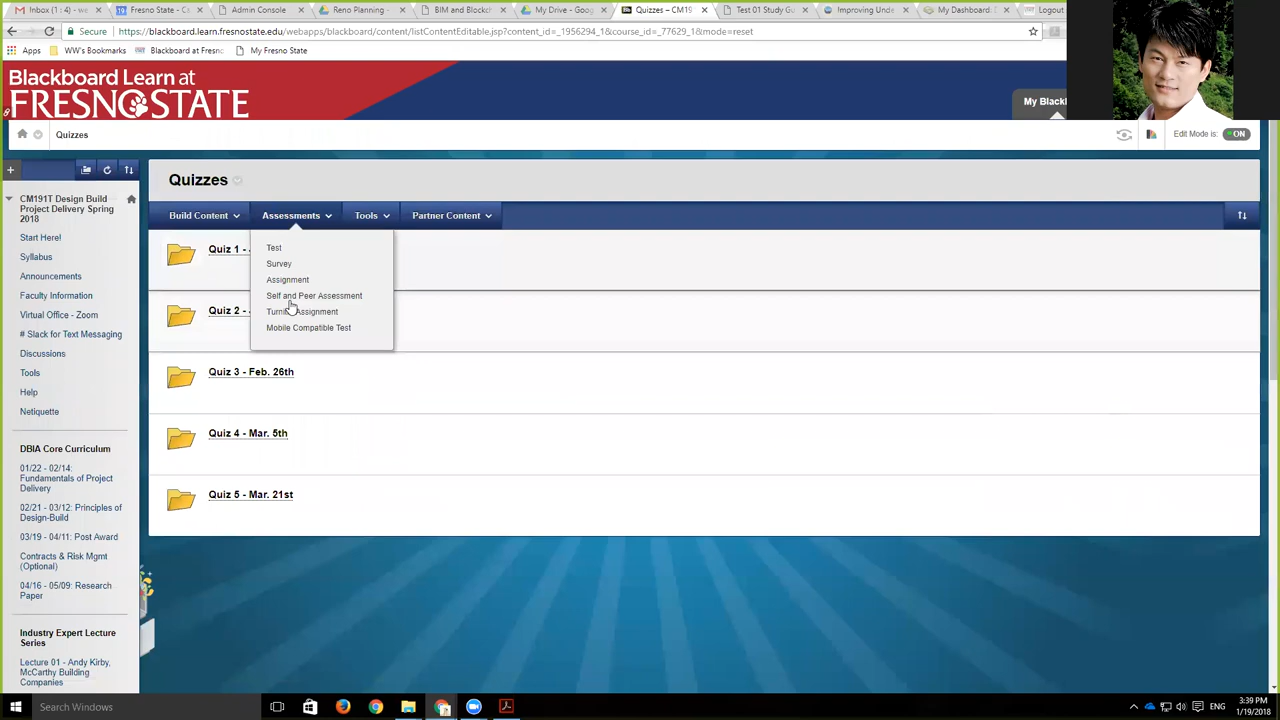 Inbox (1 : 4) - we
Fresno State - C
Admin Console
Reno Planning -
BIM and Blockch
My Drive - Goog
Quizzes – CM19
Test 01 Study Gu
Improving Unde
My Dashboard: D
Logout
Secure
https://blackboard.learn.fresnostate.edu/webapps/blackboard/content/listContentEditable.jsp?content_id=_1956294_1&course_id=_77629_1&mode=reset
Apps
WW's Bookmarks
Blackboard at Fresno
My Fresno State
Blackboard Learn at
FRESNO STATE
My Blackb
Quizzes
Edit Mode is: ON
CM191T Design Build
Project Delivery Spring
2018
Start Here!
Syllabus
Announcements
Faculty Information
Virtual Office - Zoom
# Slack for Text Messaging
Discussions
Tools
Help
Netiquette
DBIA Core Curriculum
01/22 - 02/14:
Fundamentals of Project
Delivery
02/21 - 03/12: Principles of
Design-Build
03/19 - 04/11: Post Award
Contracts & Risk Mgmt
(Optional)
04/16 - 05/09: Research
Paper
Industry Expert Lecture
Series
Lecture 01 - Andy Kirby,
McCarthy Building
Companies
Quizzes
Build Content
Assessments
Tools
Partner Content
Test
Survey
Assignment
Self and Peer Assessment
Assignment
Mobile Compatible Test
Quiz 1 -
Quiz 2 -
Quiz 3 - Feb. 26th
Quiz 4 - Mar. 5th
Quiz 5 - Mar. 21st
Search Windows
ENG
3:39 PM
1/19/2018